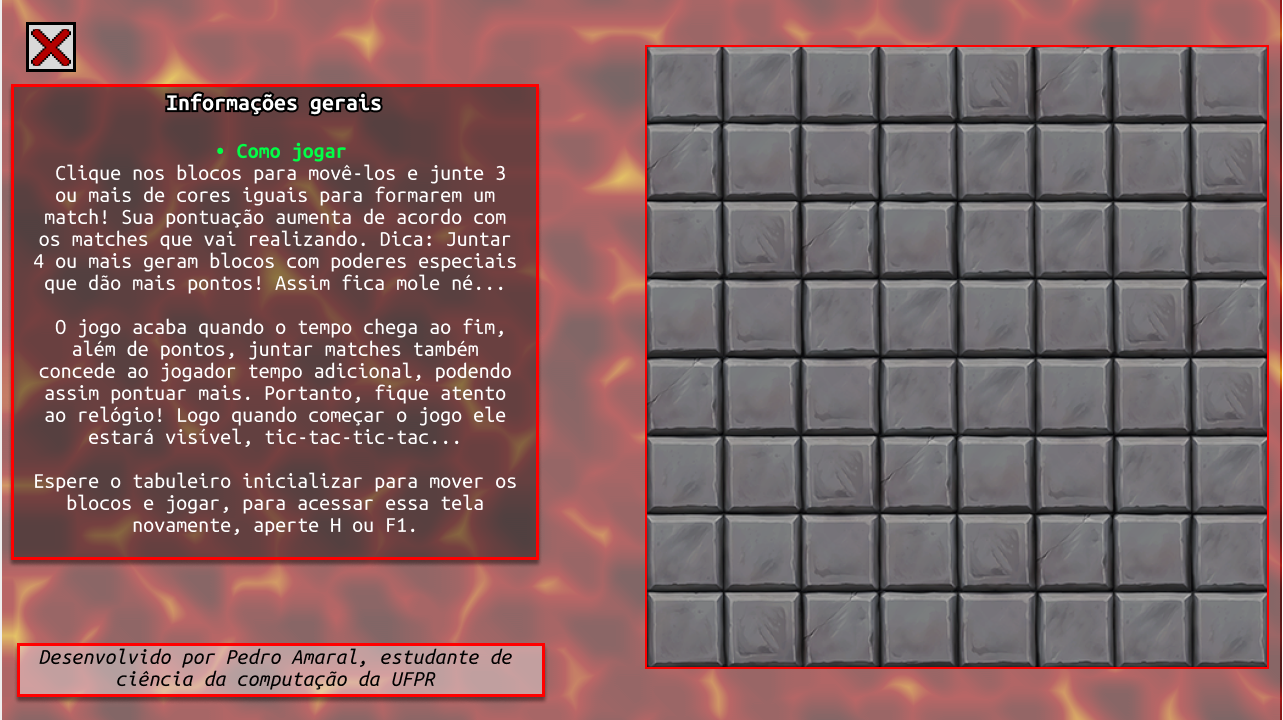 Informações gerais
• Como jogar
Clique nos blocos para movê-los e junte 3
ou mais de cores iguais para formarem um
match! Sua pontuação aumenta de acordo com
os matches que vai realizando. Dica: Juntar
4 ou mais geram blocos com poderes especiais
que dão mais pontos! Assim fica mole né...
O jogo acaba quando o tempo chega ao fim,
além de pontos, juntar matches também
concede ao jogador tempo adicional, podendo
assim pontuar mais. Portanto, fique atento
ao relógio! Logo quando começar o jogo ele
estará visível, tic-tac-tic-tac...
Espere o tabuleiro inicializar para mover os
blocos e jogar, para acessar essa tela
novamente, aperte H ou F1.
Desenvolvido por Pedro Amaral, estudante de
ciência da computação da UFPR